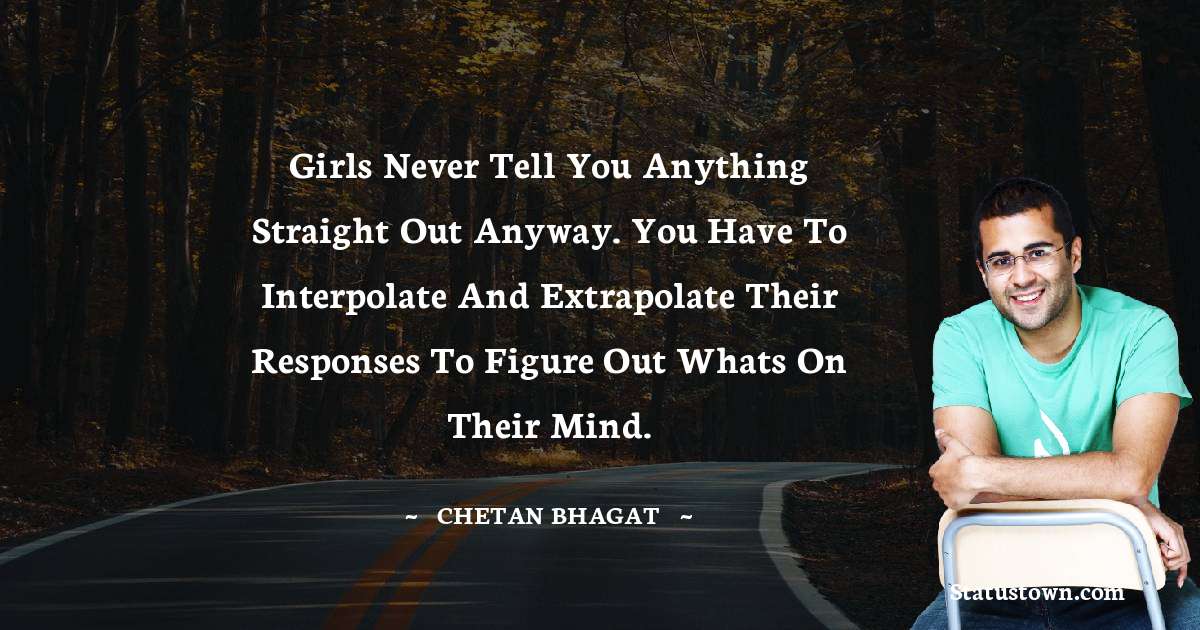 Girls Never Tell You Anything
Straight Out Anyway. You Have To
Interpolate And Extrapolate Their
Responses To Figure Out Whats On
Their Mind.
~ CHETAN BHAGAT ~
Statustown.com